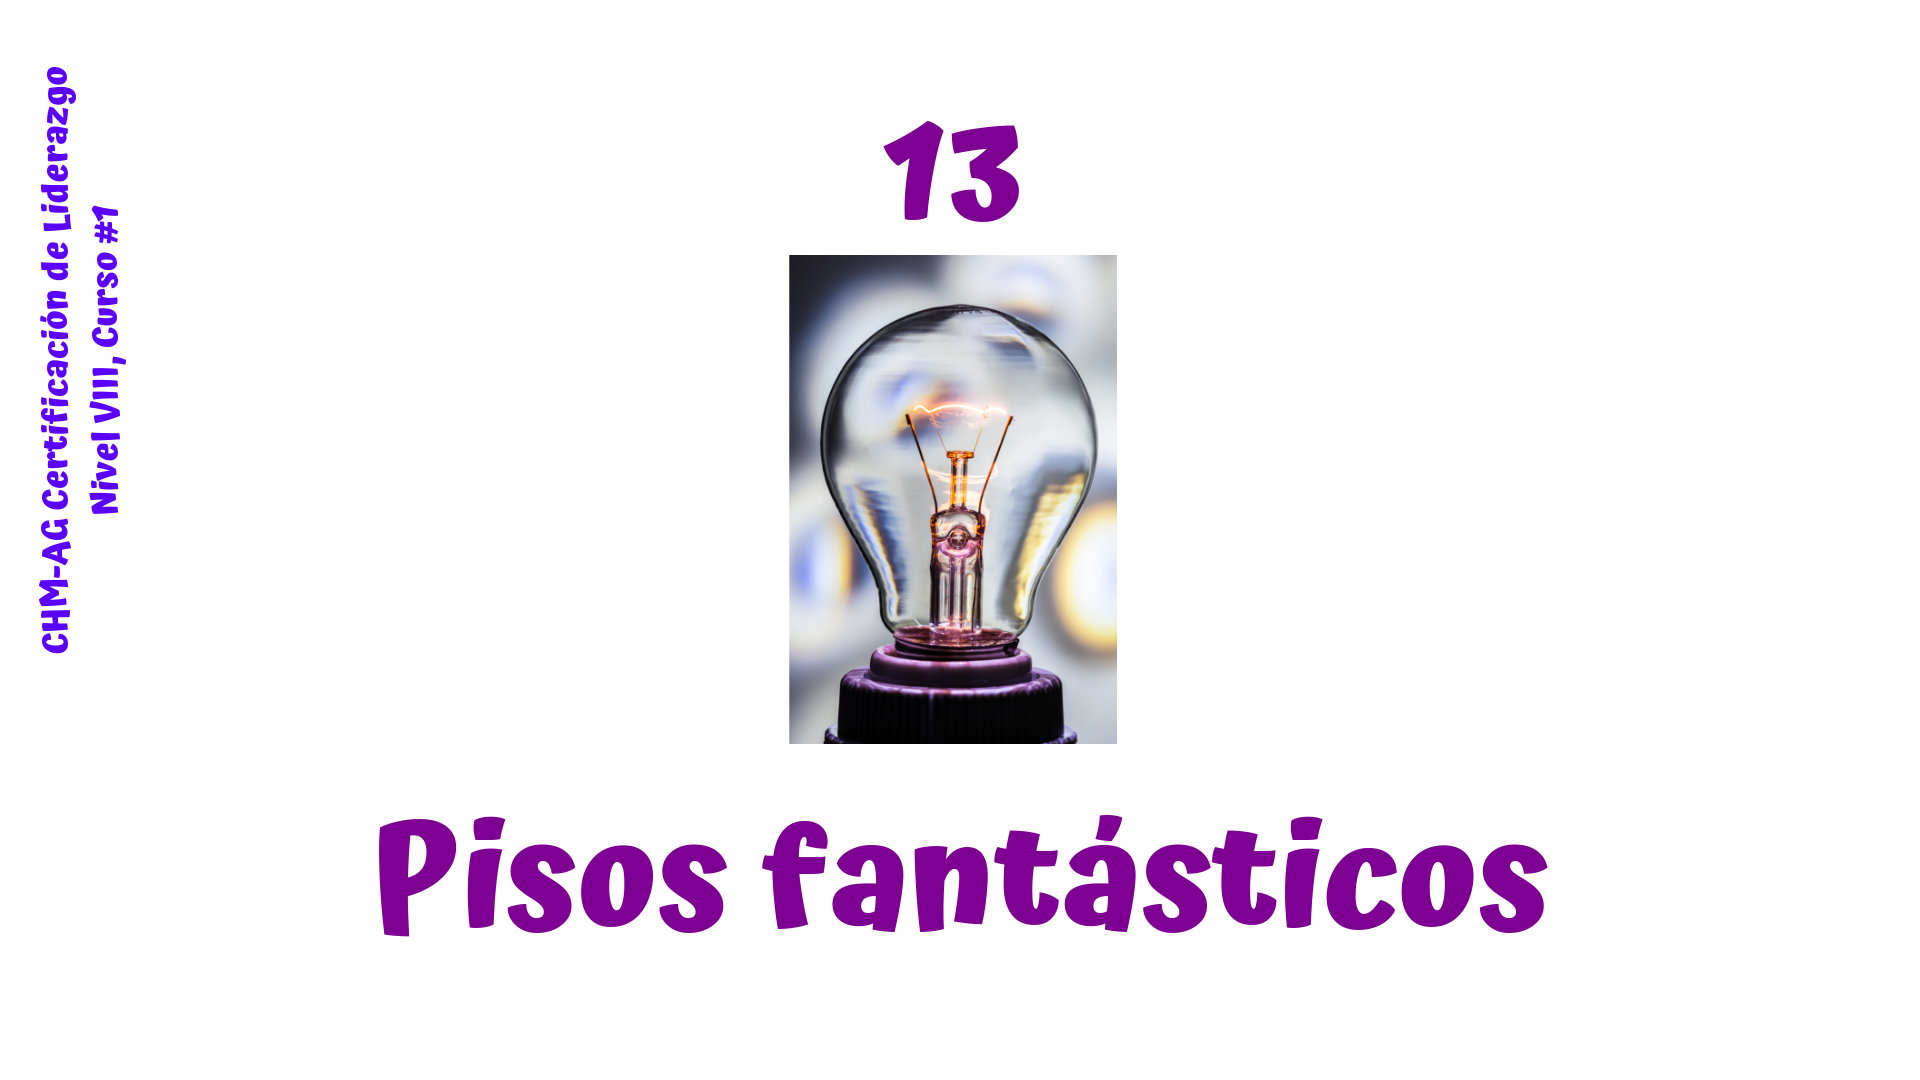 CHM-AG Certificación de Liderazgo
Nivel VIII, Curso #1
13
Pisos fantásticos